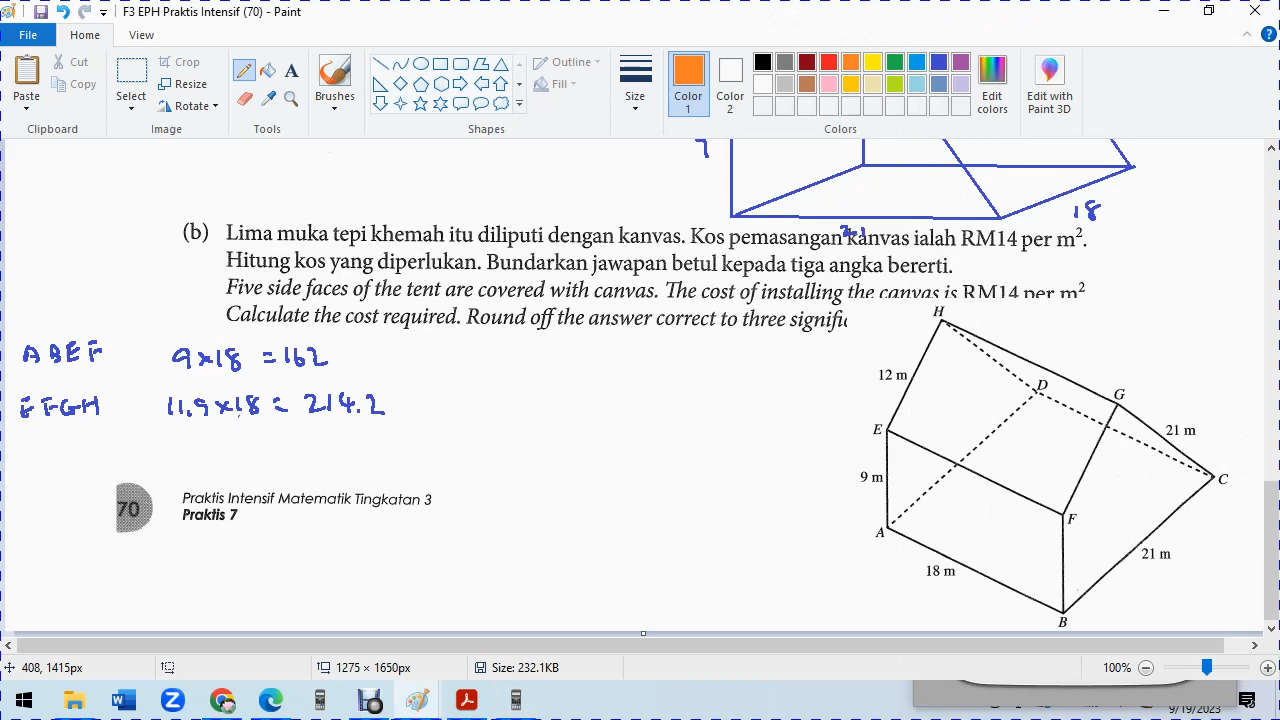 F3 EPH Praktis Intensif (70) - Paint
File Home View
Paste
Cut
Copy
Clipboard
Select
Crop
Resize
Rotate
Image
Tools
Brushes
Outline
Fill
Shapes
Size
Color 1
Color 2
Edit colors
Edit with Paint 3D
Colors
9
18
21
(b) Lima muka tepi khemah itu diliputi dengan kanvas. Kos pemasangan kanvas ialah RM14 per m².
Hitung kos yang diperlukan. Bundarkan jawapan betul kepada tiga angka bererti.
Five side faces of the tent are covered with canvas. The cost of installing the canvas is RM14 per m²
Calculate the cost required. Round off the answer correct to three signific
ABEF 9×18 =162
EFGH 11.9×18 = 214.2
H
12 m
D
G
E
21 m
9 m
C
F
A
21 m
18 m
B
70
Praktis Intensif Matematik Tingkatan 3
Praktis 7
408, 1415px
1275 × 1650px
Size: 232.1KB
100%
9/19/2023